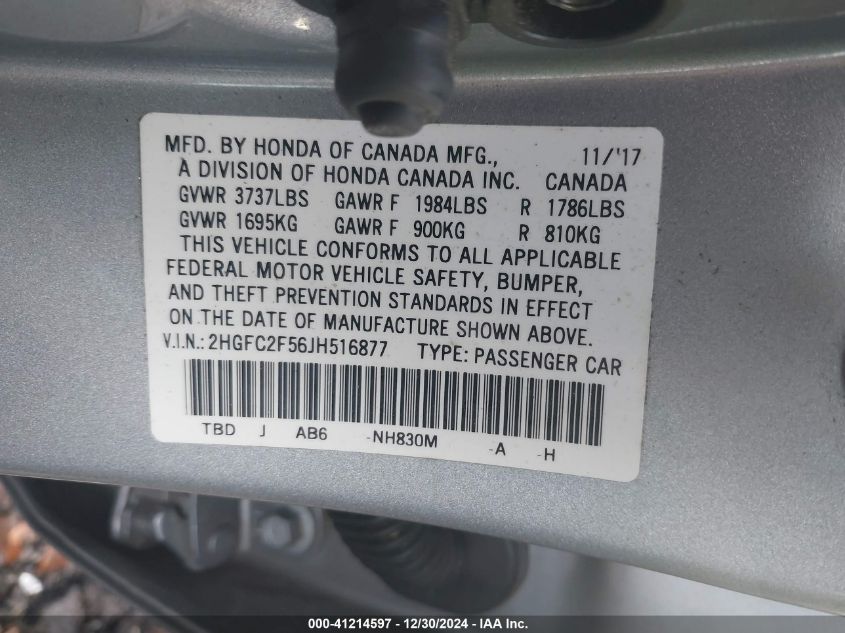 MFD. BY HONDA OF CANADA MFG., 11/'17
A DIVISION OF HONDA CANADA INC. CANADA
GVWR 3737LBS GAWR F 1984LBS R 1786LBS
GVWR 1695KG GAWR F 900KG R 810KG
THIS VEHICLE CONFORMS TO ALL APPLICABLE
FEDERAL MOTOR VEHICLE SAFETY, BUMPER,
AND THEFT PREVENTION STANDARDS IN EFFECT
ON THE DATE OF MANUFACTURE SHOWN ABOVE.
V.I.N.: 2HGFC2F56JH516877 TYPE: PASSENGER CAR
TBD J AB6 -NH830M -A -H
000-41214597 - 12/30/2024 - IAA Inc.